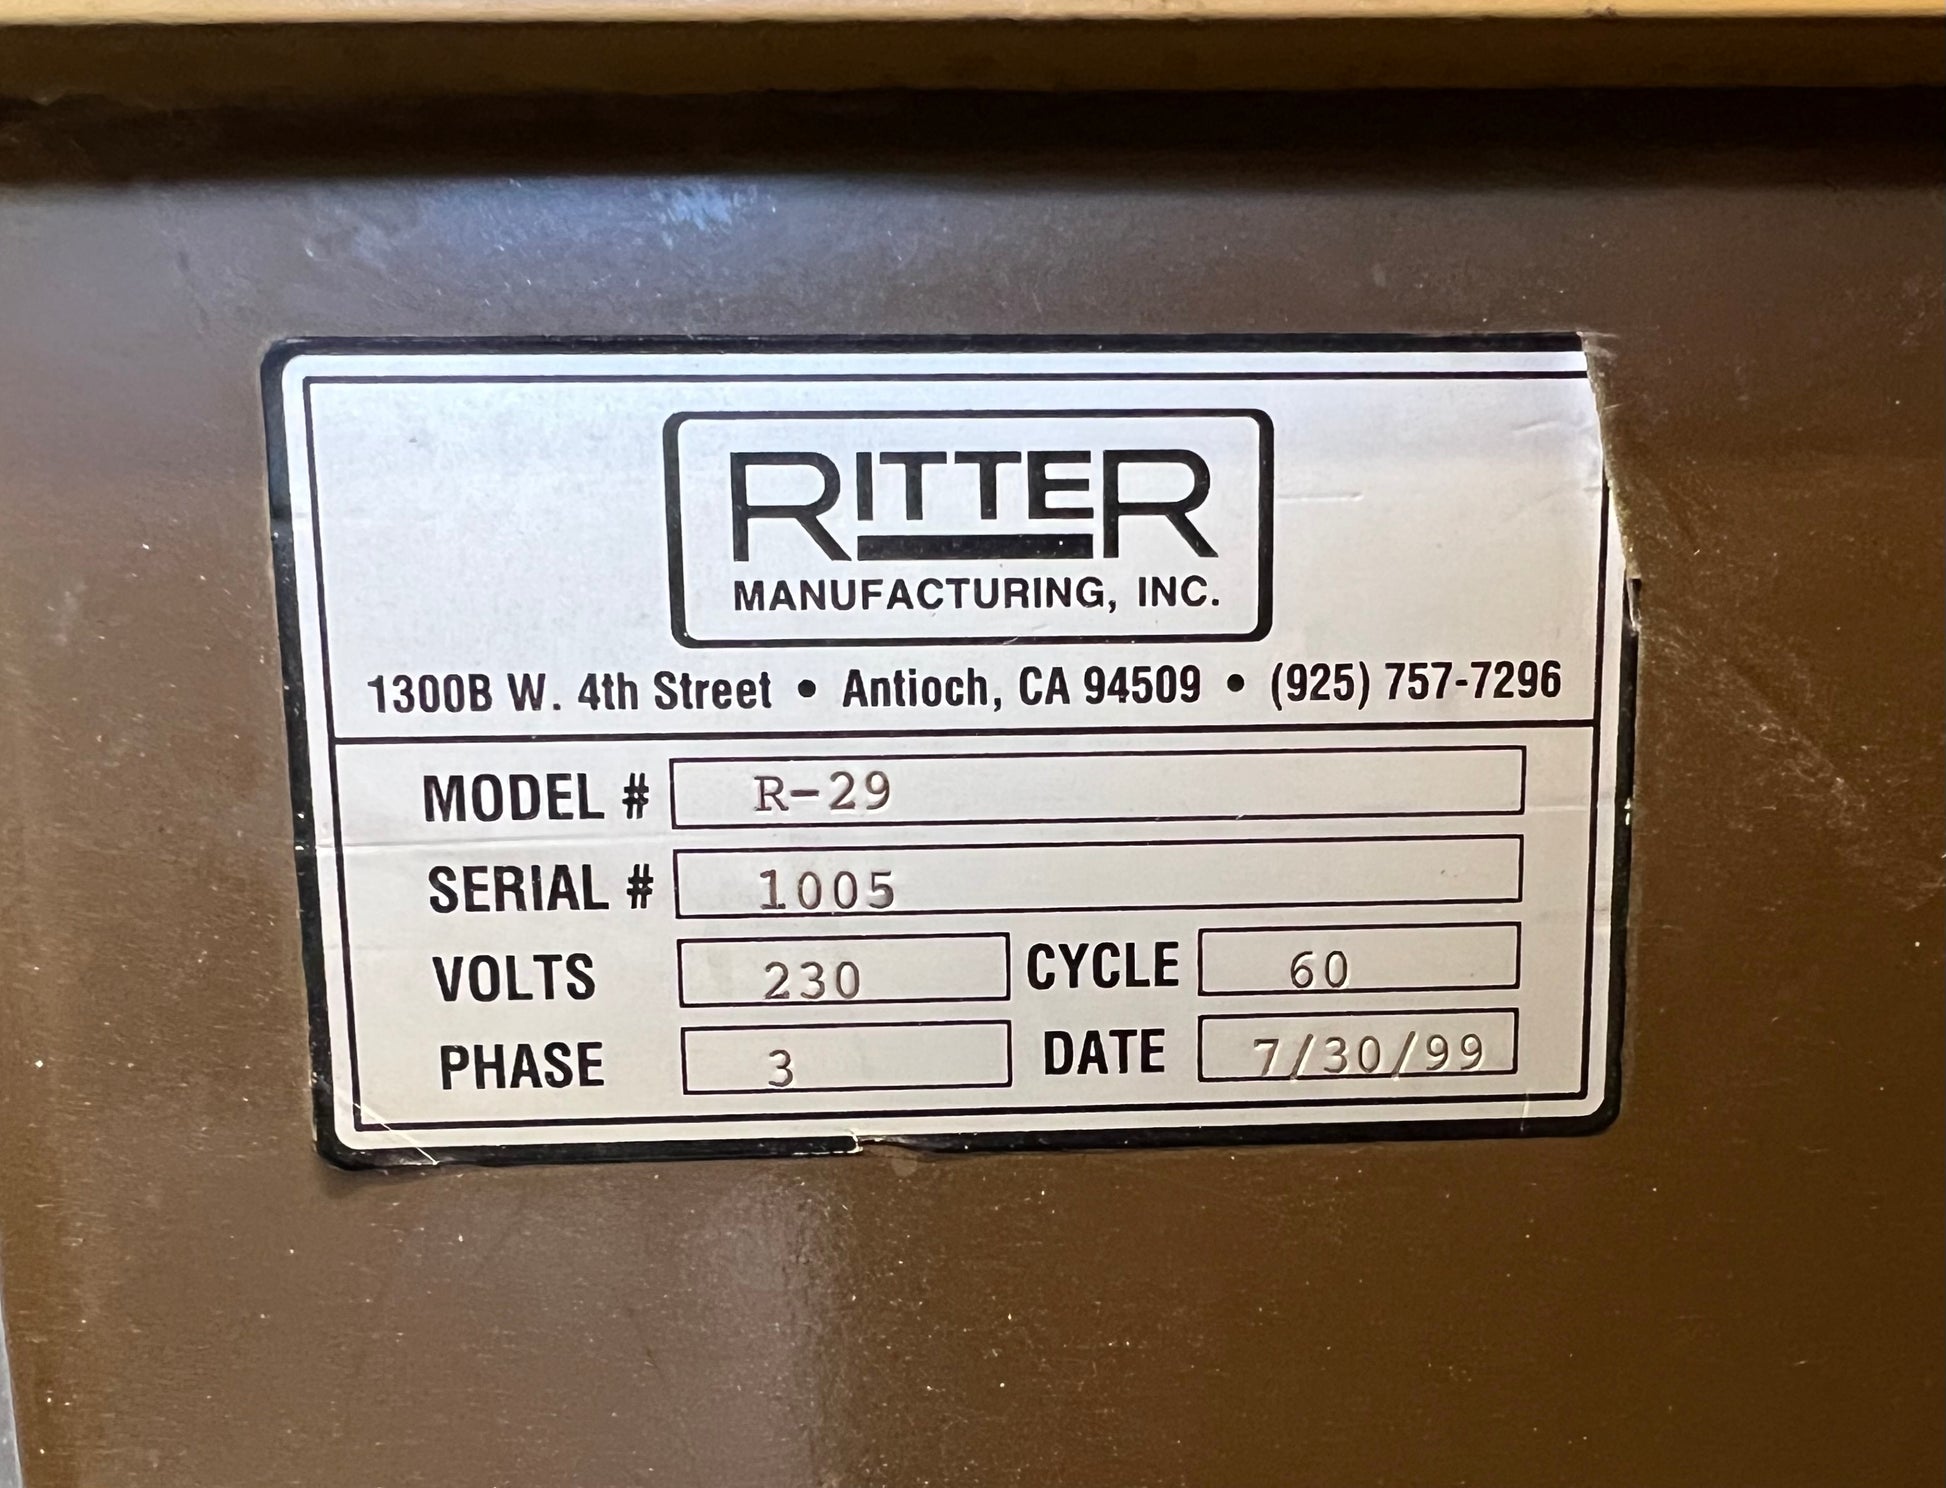 RITTER
MANUFACTURING, INC.
1300B W. 4th Street • Antioch, CA 94509 • (925) 757-7296
MODEL # R-29
SERIAL # 1005
VOLTS 230 CYCLE 60
PHASE 3 DATE 7/30/99